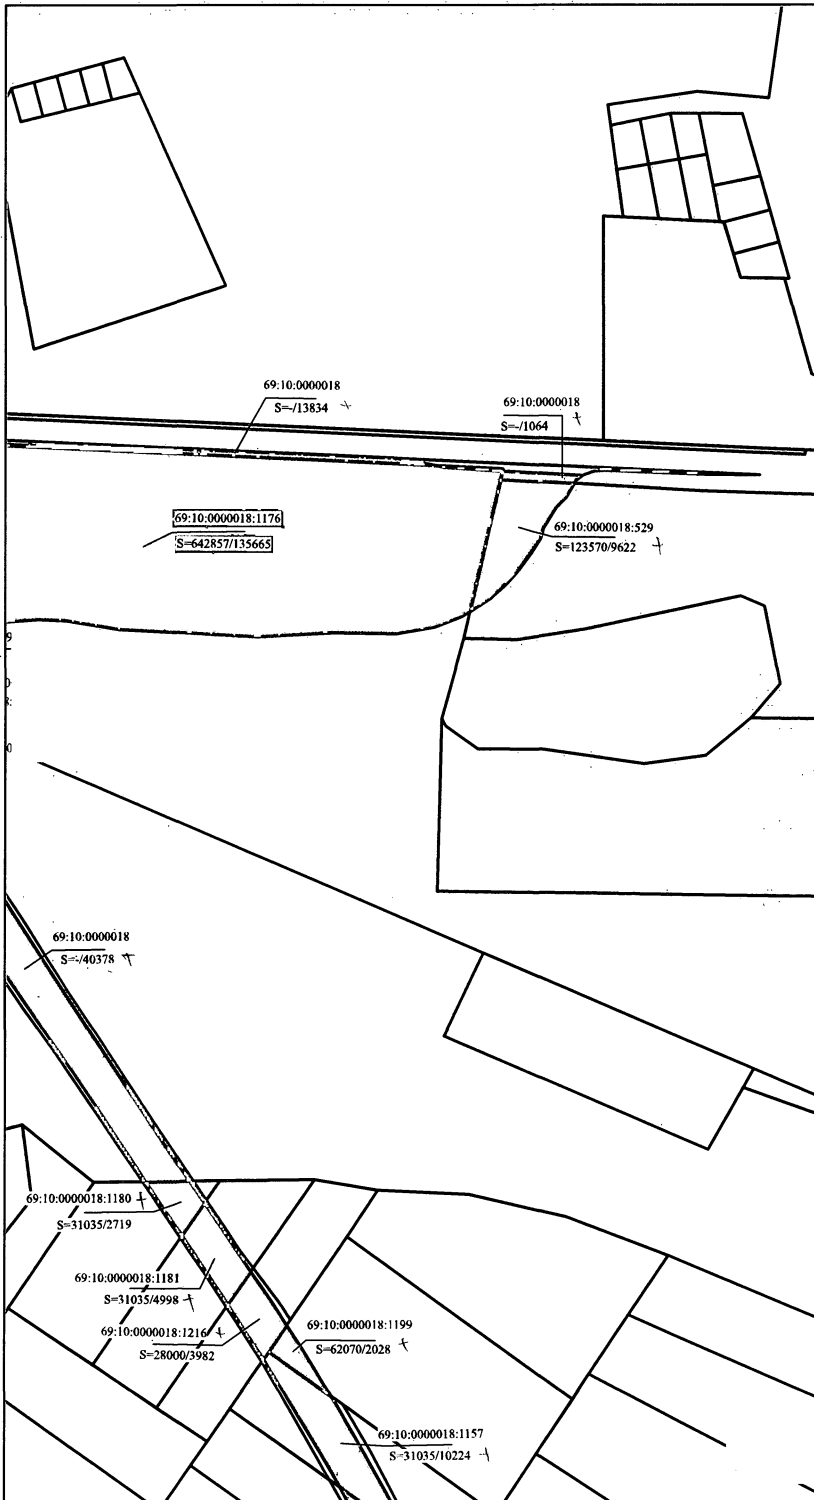 69:10:0000018
S=-/13834
69:10:0000018
S=-/1064
69:10:0000018:1176
S=642857/135665
69:10:0000018:529
S=123570/9622
69:10:0000018
S=-/40378
69:10:0000018:1180
S=31035/2719
69:10:0000018:1181
S=31035/4998
69:10:0000018:1216
S=28000/3982
69:10:0000018:1199
S=62070/2028
69:10:0000018:1157
S=31035/10224